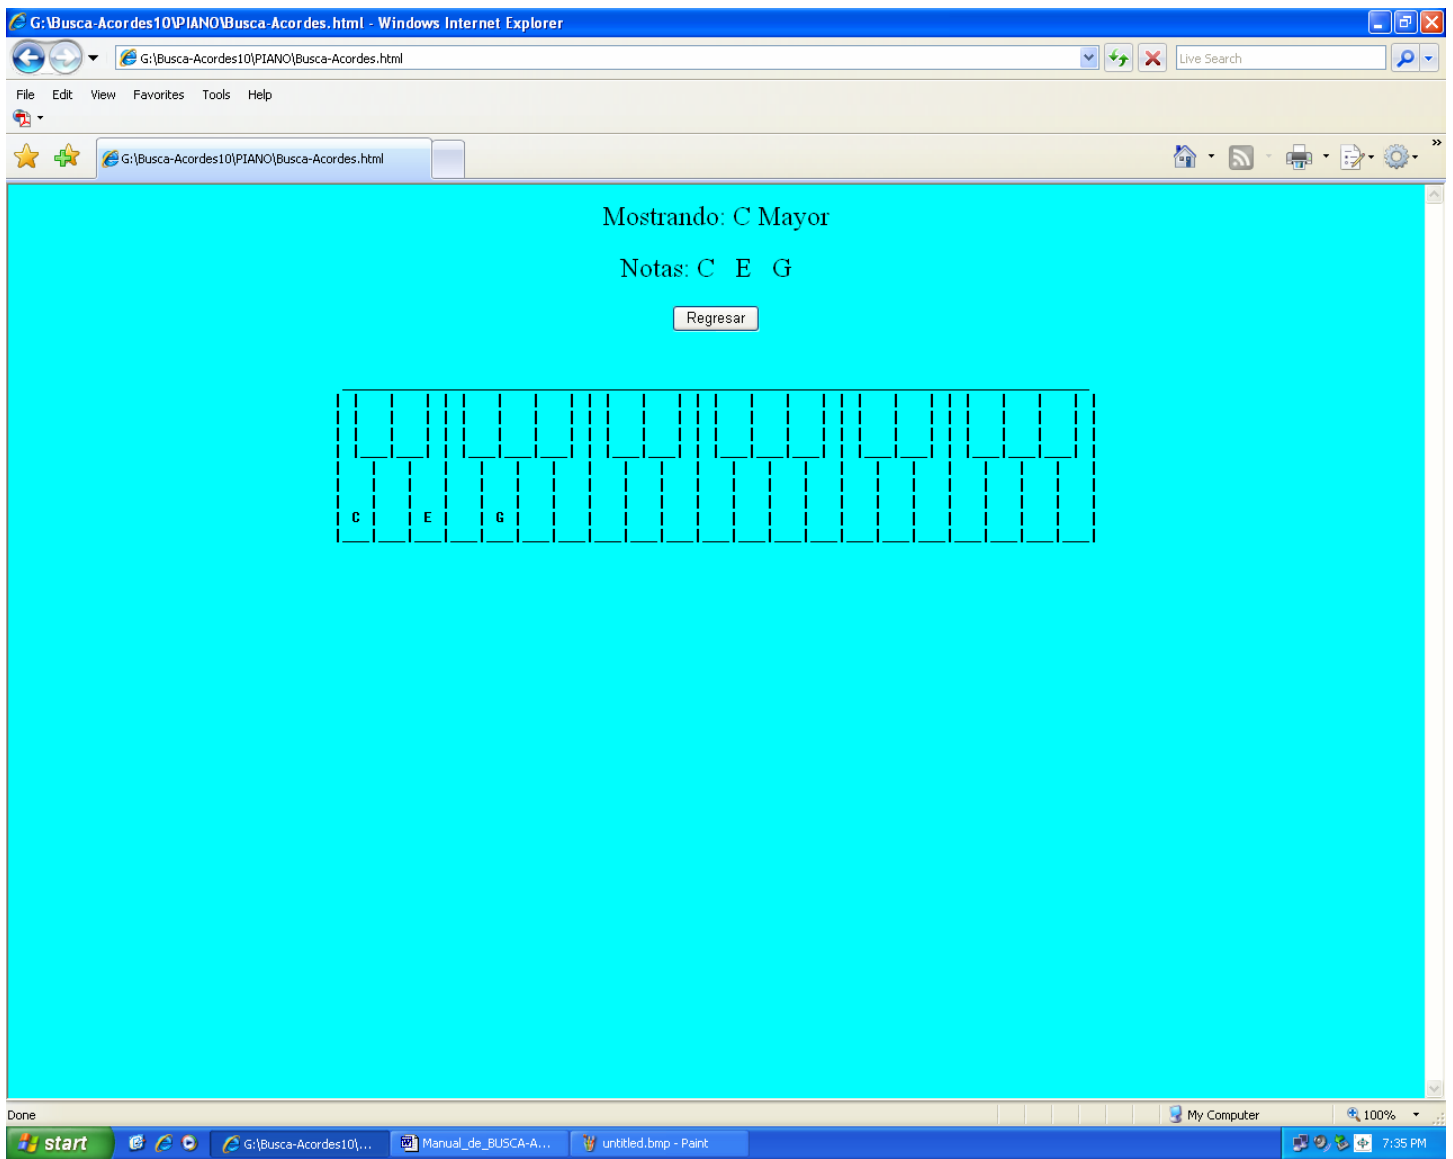 G:\Busca-Acordes10\PIANO\Busca-Acordes.html - Windows Internet Explorer
G:\Busca-Acordes10\PIANO\Busca-Acordes.html
Live Search
File Edit View Favorites Tools Help
G:\Busca-Acordes10\PIANO\Busca-Acordes.html
Mostrando: C Mayor
Notas: C E G
Regresar
C E G
Done
My Computer
100%
start
G:\Busca-Acordes10\...
Manual_de_BUSCA-A...
untitled.bmp - Paint
7:35 PM